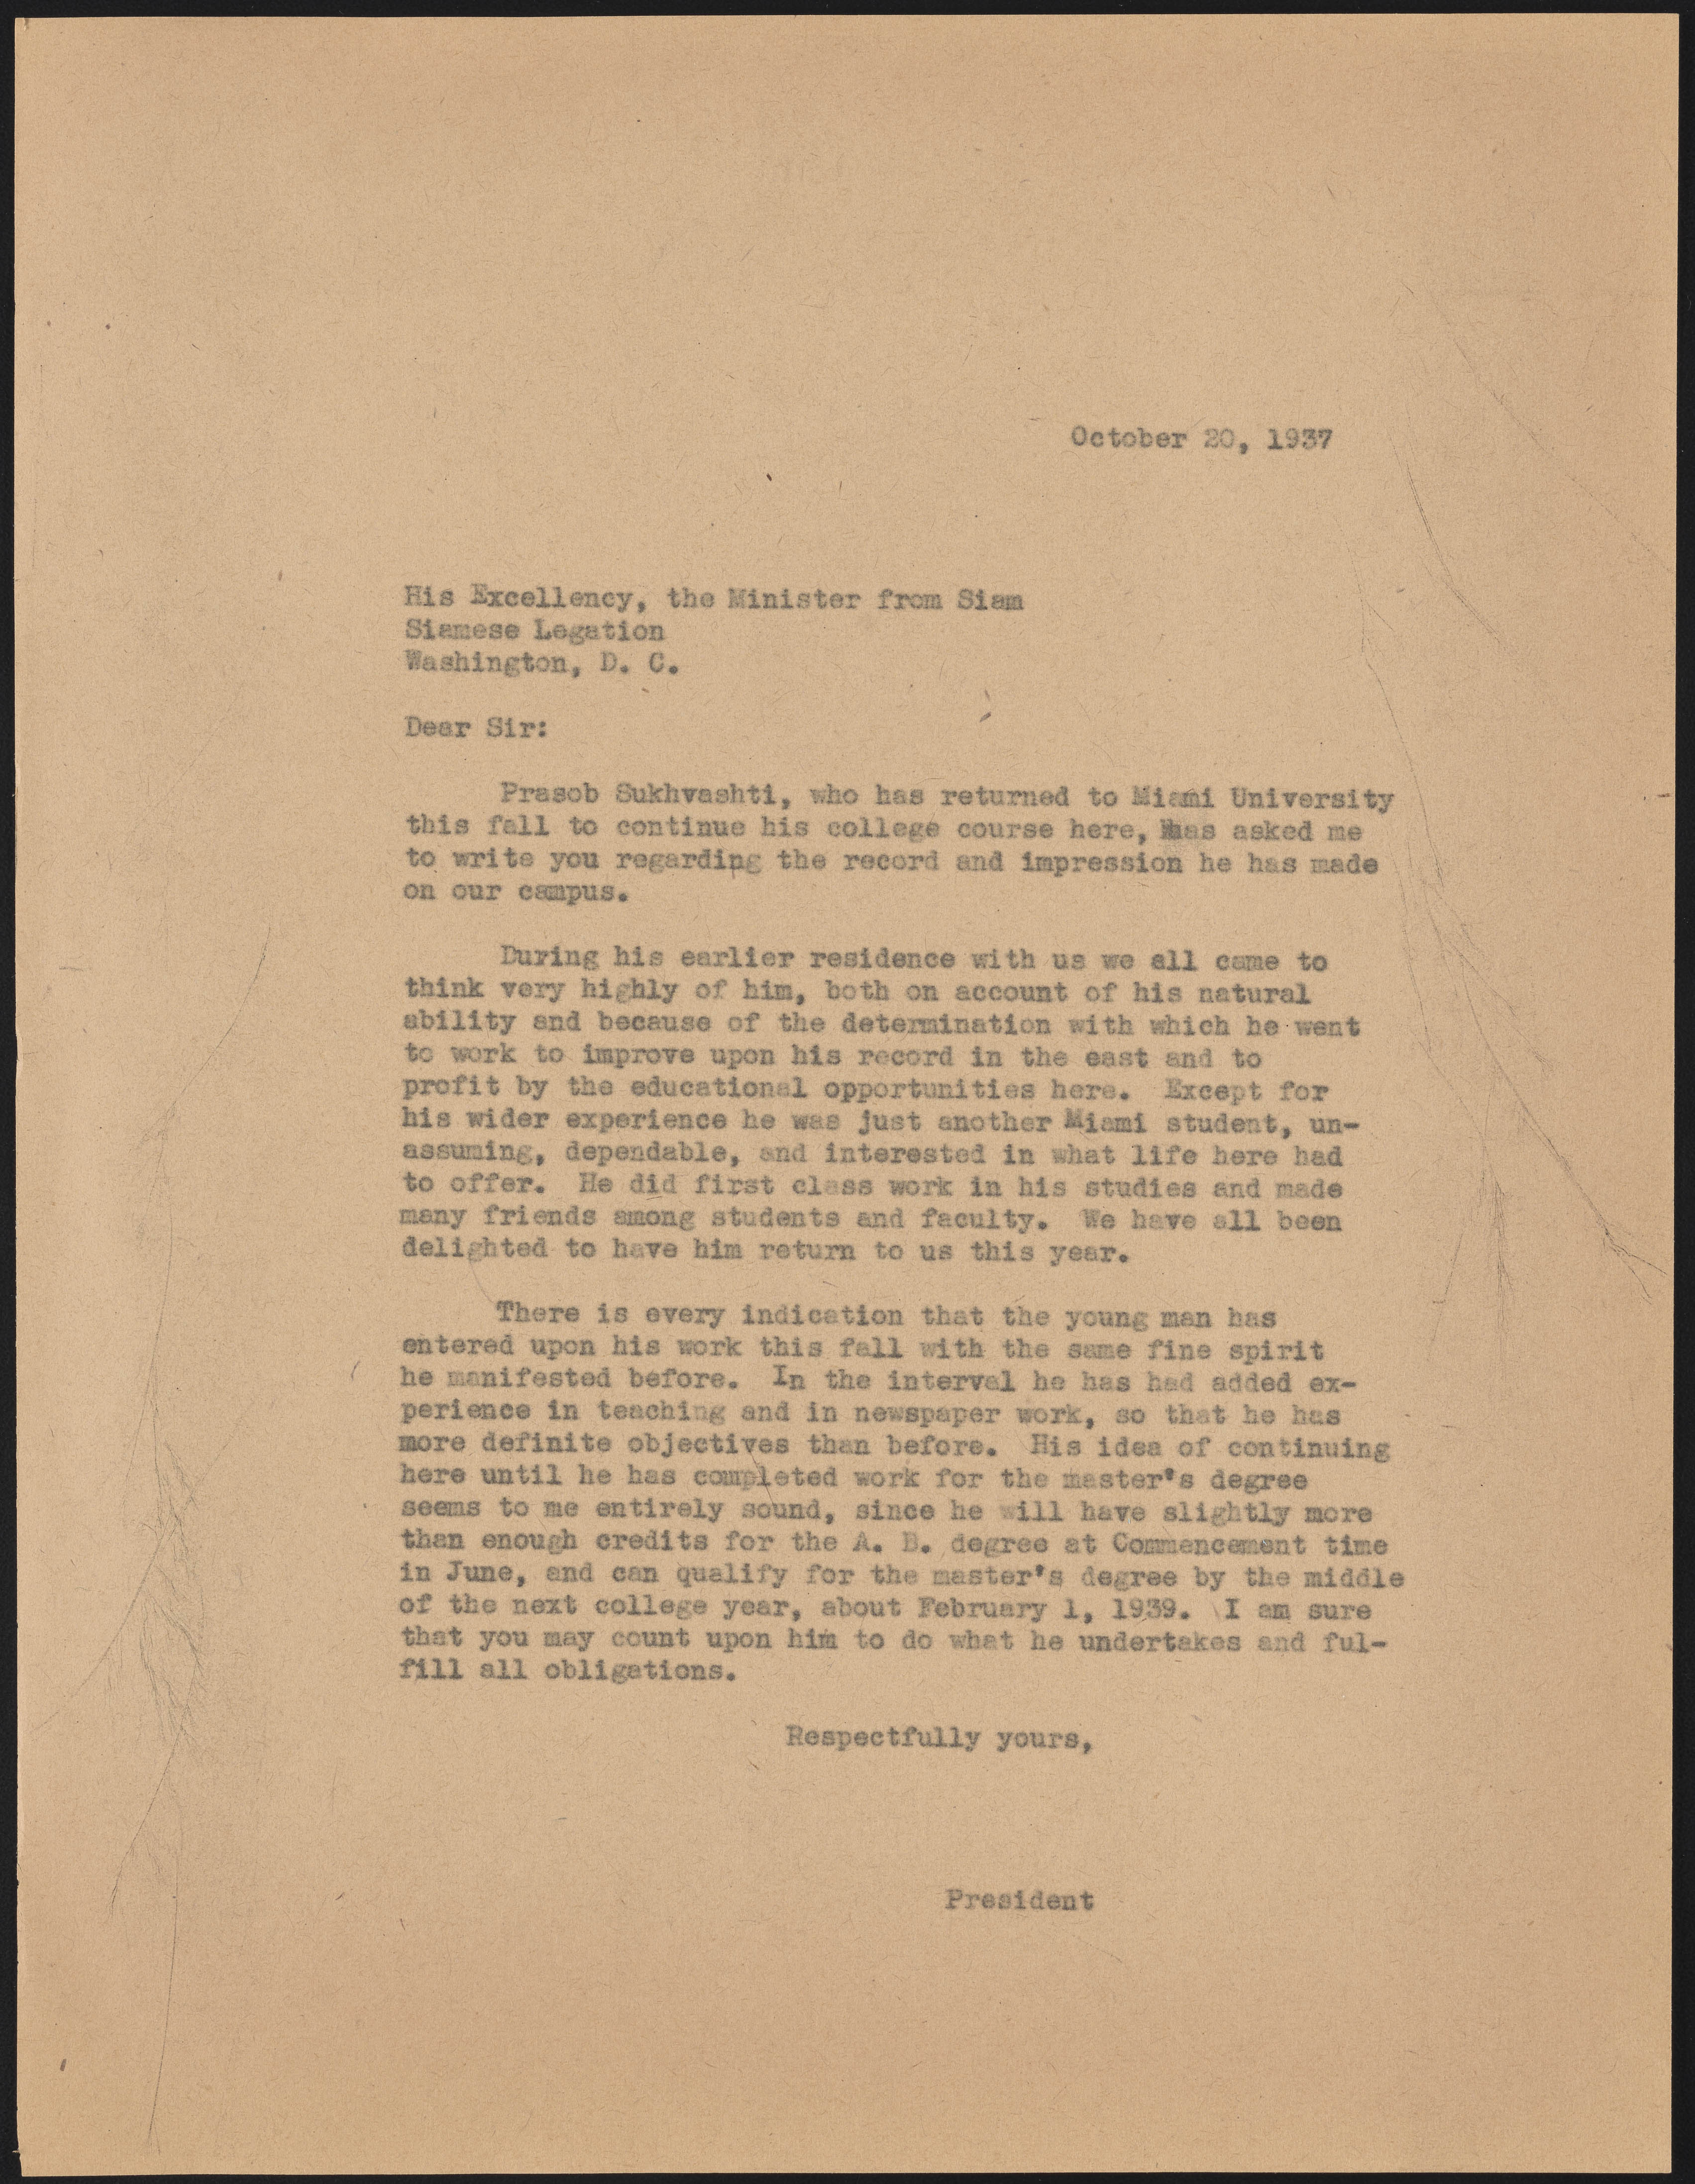 October 20, 1937
His Excellency, the Minister from Siam
Siamese Legation
Washington, D. C.
Dear Sir:
Prasob Sukhvashti, who has returned to Miami University
this fall to continue his college course here, has asked me
to write you regarding the record and impression he has made
on our campus.
During his earlier residence with us we all came to
think very highly of him, both on account of his natural
ability and because of the determination with which he went
to work to improve upon his record in the east and to
profit by the educational opportunities here. Except for
his wider experience he was just another Miami student, un-
assuming, dependable, and interested in what life here had
to offer. He did first class work in his studies and made
many friends among students and faculty. We have all been
delighted to have him return to us this year.
There is every indication that the young man has
entered upon his work this fall with the same fine spirit
he manifested before. In the interval he has had added ex-
perience in teaching and in newspaper work, so that he has
more definite objectives than before. His idea of continuing
here until he has completed work for the master's degree
seems to me entirely sound, since he will have slightly more
than enough credits for the A. B. degree at Commencement time
in June, and can qualify for the master's degree by the middle
of the next college year, about February 1, 1939. I am sure
that you may count upon him to do what he undertakes and ful-
fill all obligations.
Respectfully yours,
President